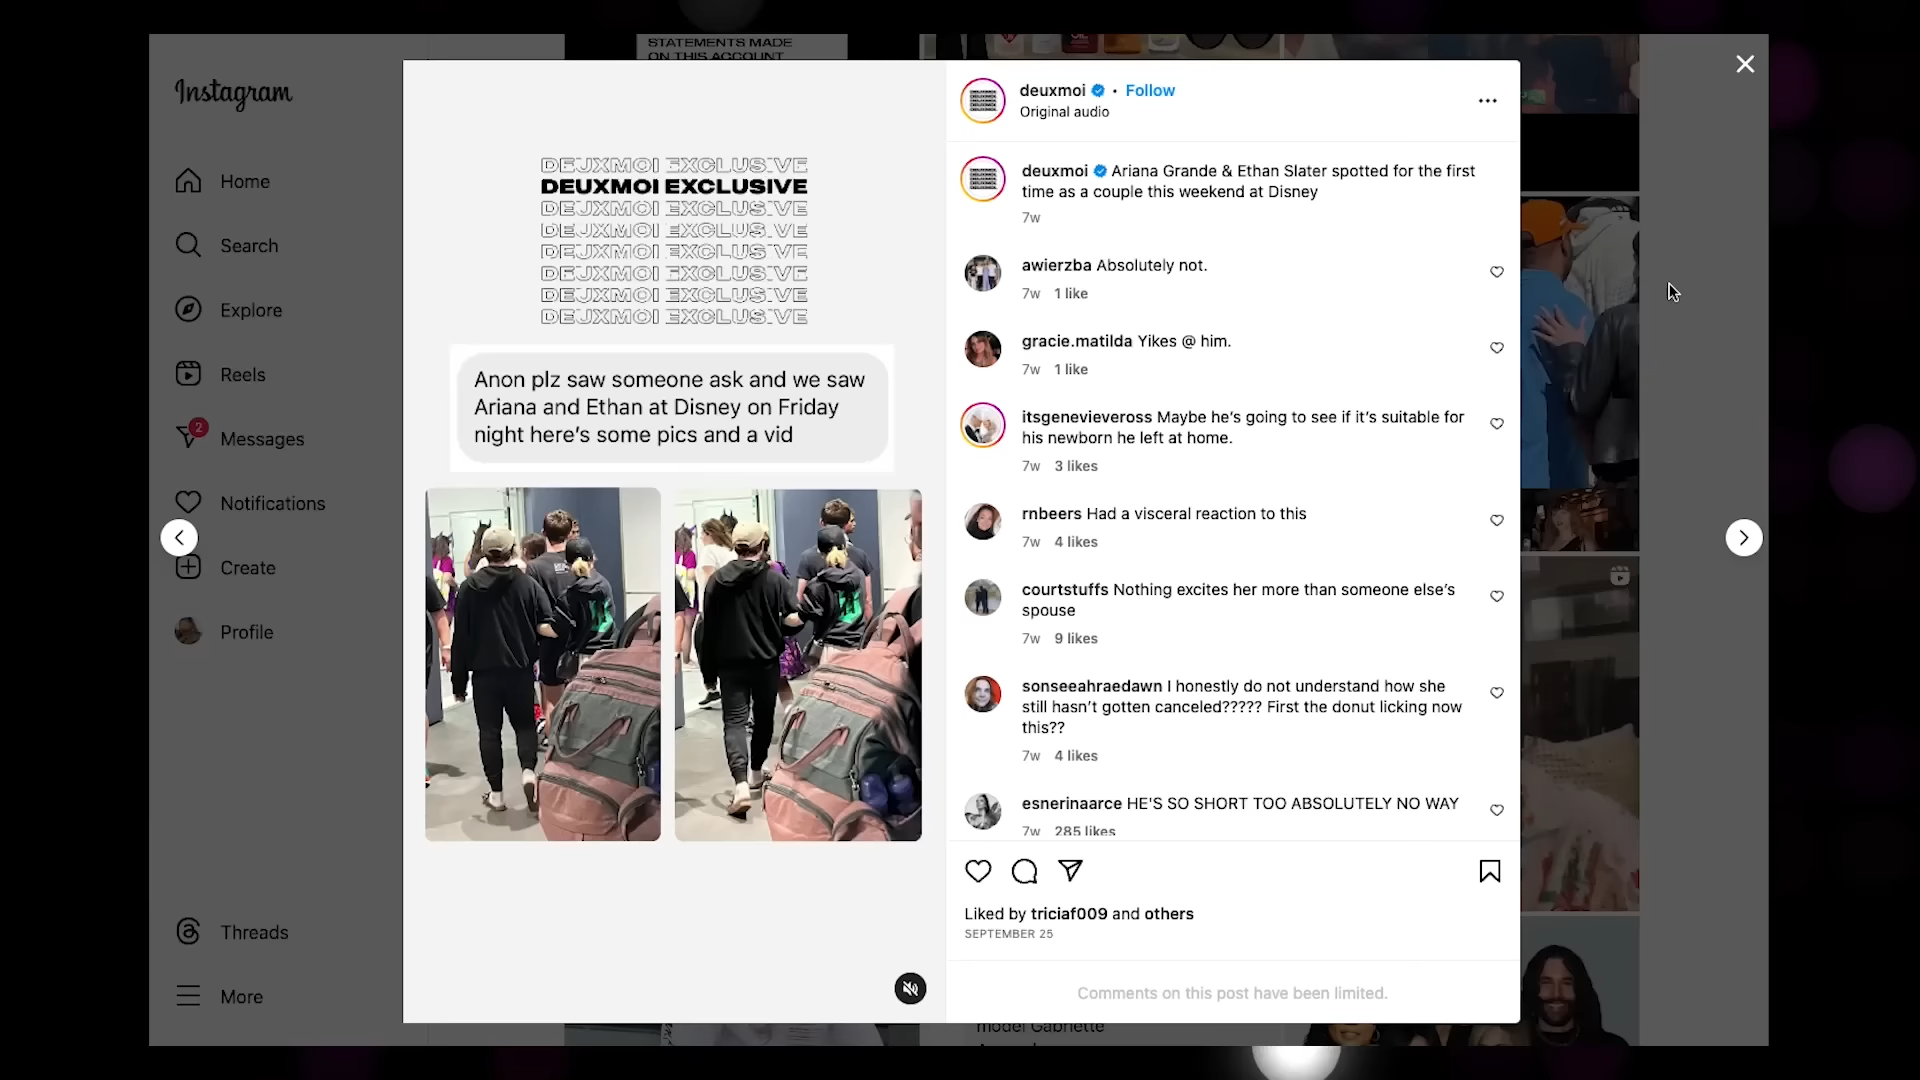 STATEMENTS MADE
ON THIS ACCOUNT
Instagram
Home
Search
Explore
Reels
2
Messages
Notifications
Create
Profile
Threads
More
DEUXMOI EXCLUSIVE
DEUXMOI EXCLUSIVE
DEUXMOI EXCLUSIVE
DEUXMOI EXCLUSIVE
DEUXMOI EXCLUSIVE
DEUXMOI EXCLUSIVE
DEUXMOI EXCLUSIVE
DEUXMOI EXCLUSIVE
Anon plz saw someone ask and we saw
Ariana and Ethan at Disney on Friday
night here's some pics and a vid
deuxmoi • Follow
Original audio
deuxmoi Ariana Grande & Ethan Slater spotted for the first
time as a couple this weekend at Disney
7w
awierzba Absolutely not.
7w 1 like
gracie.matilda Yikes @ him.
7w 1 like
itsgenevieveross Maybe he's going to see if it's suitable for
his newborn he left at home.
7w 3 likes
rnbeers Had a visceral reaction to this
7w 4 likes
courtstuffs Nothing excites her more than someone else's
spouse
7w 9 likes
sonseeahraedawn I honestly do not understand how she
still hasn't gotten canceled????? First the donut licking now
this??
7w 4 likes
esnerinaarce HE'S SO SHORT TOO ABSOLUTELY NO WAY
7w 285 likes
Liked by triciaf009 and others
SEPTEMBER 25
Comments on this post have been limited.
model Gabriette